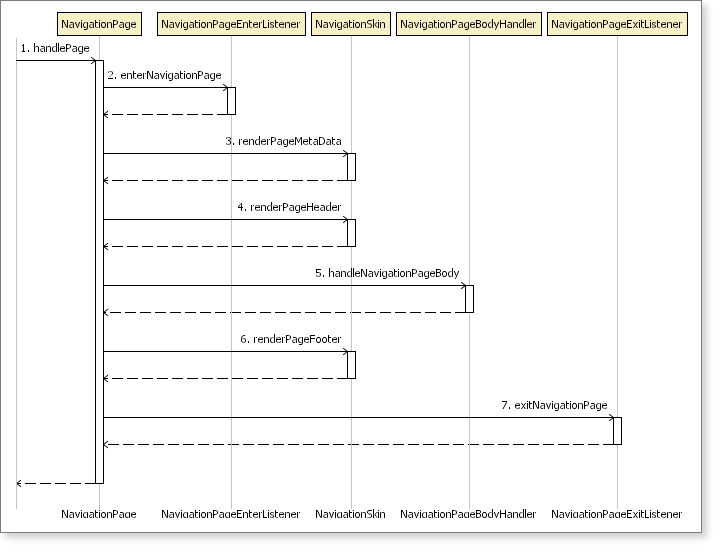 NavigationPage NavigationPageEnterListener NavigationSkin NavigationPageBodyHandler NavigationPageExitListener
1. handlePage
2. enterNavigationPage
3. renderPageMetaData
4. renderPageHeader
5. handleNavigationPageBody
6. renderPageFooter
7. exitNavigationPage
NavigationPage NavigationPageEnterListener NavigationSkin NavigationPageBodyHandler NavigationPageExitListener